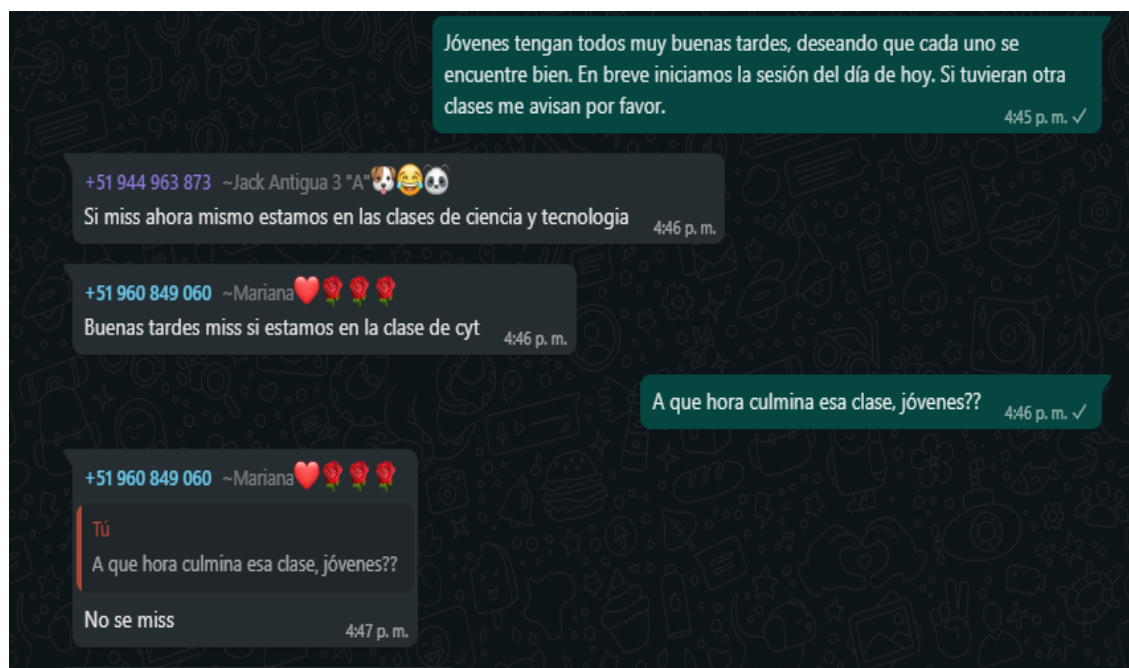 Jóvenes tengan todos muy buenas tardes, deseando que cada uno se
encuentre bien. En breve iniciamos la sesión del día de hoy. Si tuvieran otra
clases me avisan por favor.
4:45 p. m. ✓
+51 944 963 873 ~Jack Antigua 3 "A"🐶😂🐼
Si miss ahora mismo estamos en las clases de ciencia y tecnologia
4:46 p. m.
+51 960 849 060 ~Mariana❤️🌹🌹🌹
Buenas tardes miss si estamos en la clase de cyt
4:46 p. m.
A que hora culmina esa clase, jóvenes??
4:46 p. m. ✓
+51 960 849 060 ~Mariana❤️🌹🌹🌹
Tú
A que hora culmina esa clase, jóvenes??
No se miss
4:47 p. m.